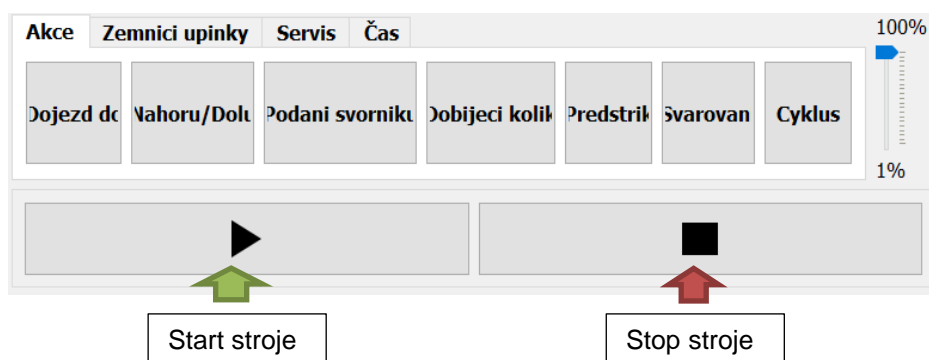 Akce Zemnici upinky Servis Čas
100%
Dojezd do Nahoru/Dolu Podani svorniku Dobijeci kolik Predstrik Svarovan Cyklus
1%
Start stroje Stop stroje